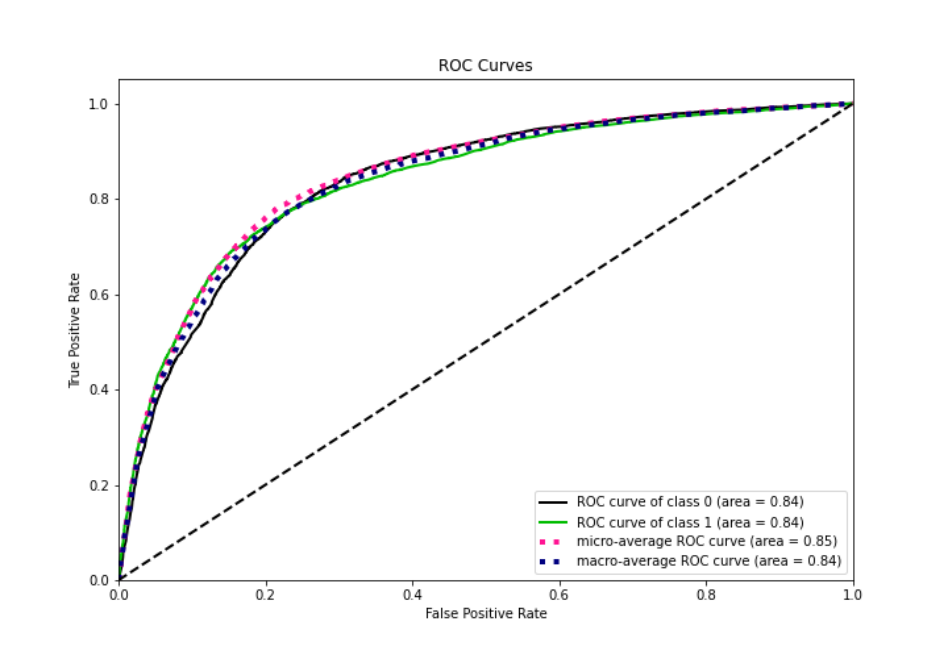 ROC Curves
1.0
0.8
0.6
0.4
0.2
0.0
True Positive Rate
ROC curve of class 0 (area = 0.84)
ROC curve of class 1 (area = 0.84)
micro-average ROC curve (area = 0.85)
macro-average ROC curve (area = 0.84)
0.0 0.2 0.4 0.6 0.8 1.0
False Positive Rate